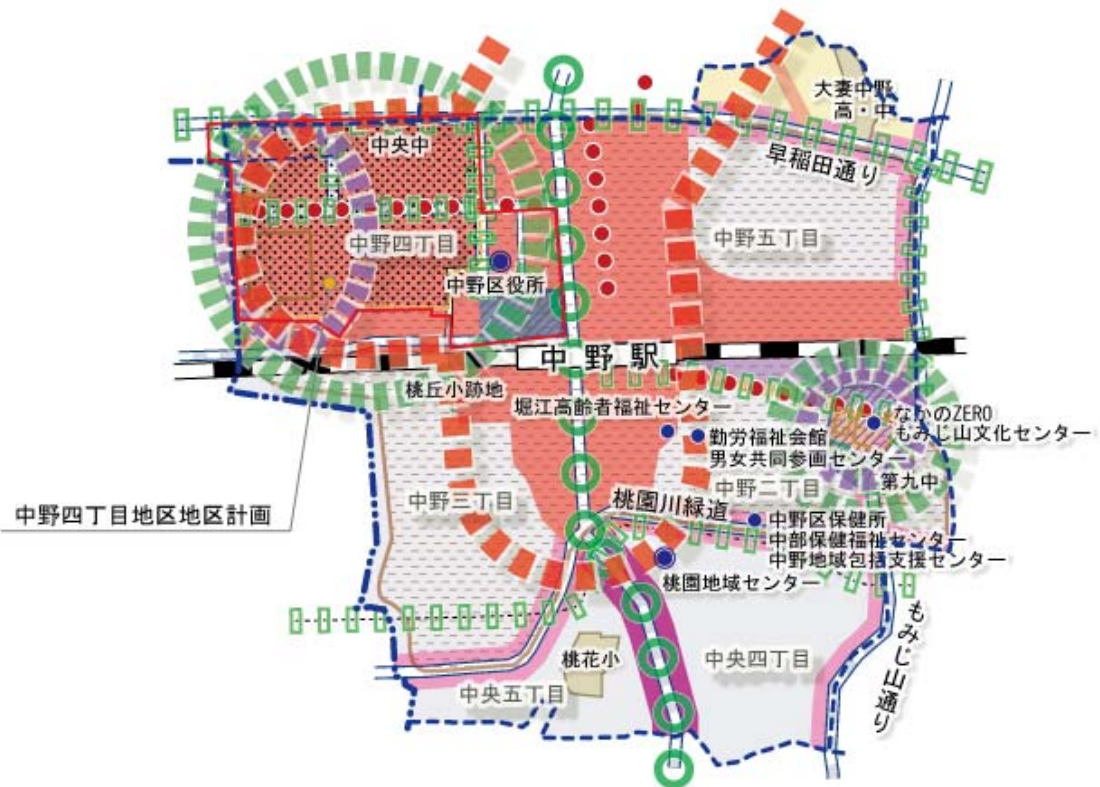 大妻中野
高・中
中央中
早稲田通り
中野四丁目
中野五丁目
中野区役所
中野駅
桃丘小跡地
堀江高齢者福祉センター
なかのZERO
もみじ山文化センター
勤労福祉会館
男女共同参画センター
第九中
中野三丁目
中野二丁目
桃園川緑道
中野四丁目地区地区計画
中野区保健所
中部保健福祉センター
中野地域包括支援センター
桃園地域センター
もみじ山通り
桃花小
中央四丁目
中央五丁目